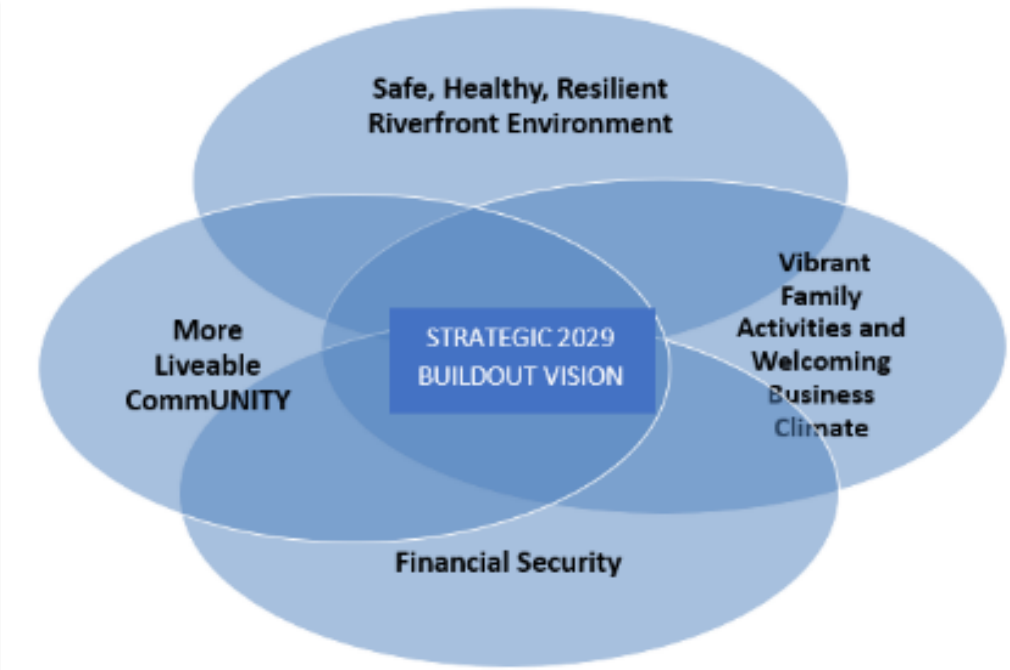 Safe, Healthy, Resilient
Riverfront Environment
Vibrant
Family
Activities and
Welcoming
Business
Climate
More
Liveable
CommUNITY
STRATEGIC 2029
BUILDOUT VISION
Financial Security